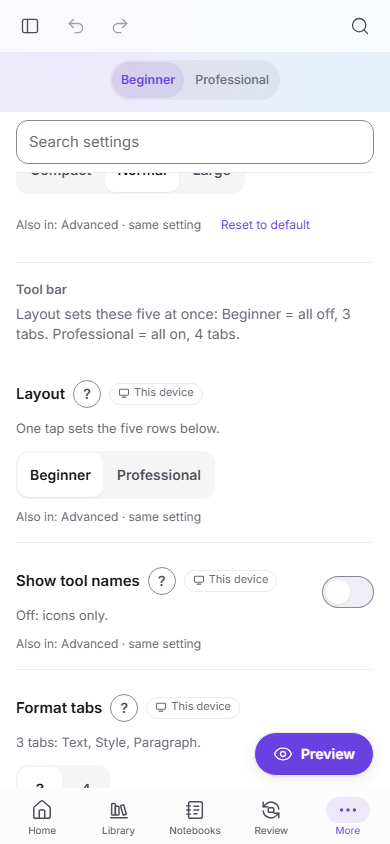 Beginner Professional
Search settings
Compact Normal Large
Also in: Advanced · same setting Reset to default
Tool bar
Layout sets these five at once: Beginner = all off, 3
tabs. Professional = all on, 4 tabs.
Layout ? This device
One tap sets the five rows below.
Beginner Professional
Also in: Advanced · same setting
Show tool names ? This device
Off: icons only.
Also in: Advanced · same setting
Format tabs ? This device
3 tabs: Text, Style, Paragraph.
Preview
3 4
Home Library Notebooks Review More